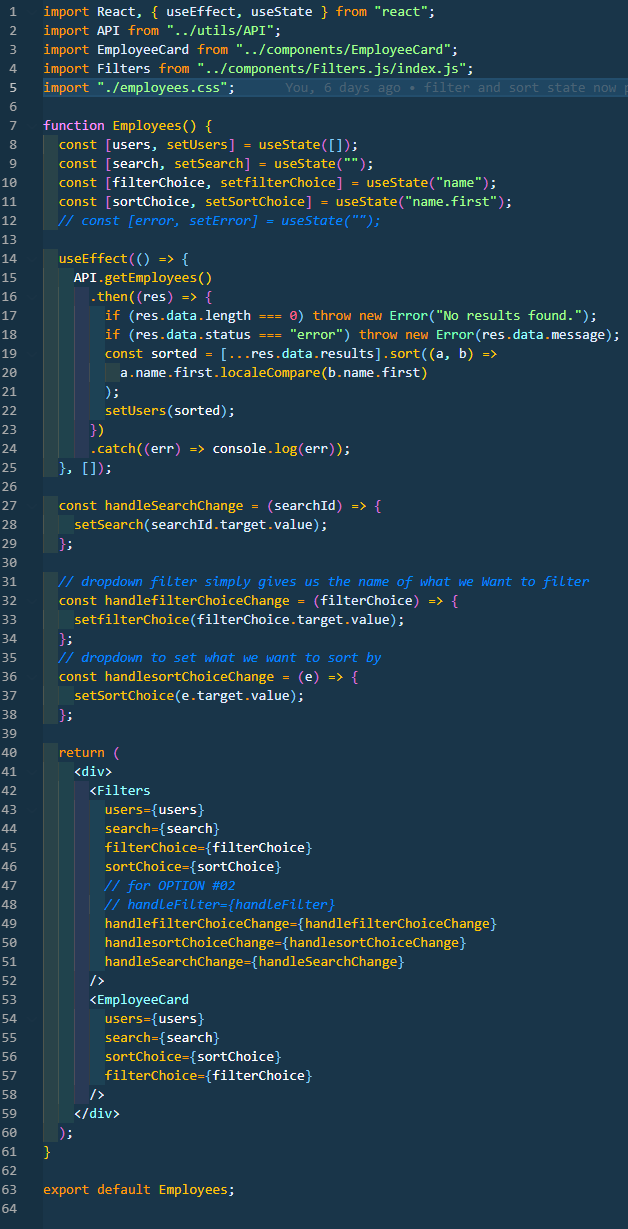 1 import React, { useEffect, useState } from "react";
2 import API from "../utils/API";
3 import EmployeeCard from "../components/EmployeeCard";
4 import Filters from "../components/Filters.js/index.js";
5 import "./employees.css"; You, 6 days ago • filter and sort state now
6
7 function Employees() {
8   const [users, setUsers] = useState([]);
9   const [search, setSearch] = useState("");
10   const [filterChoice, setfilterChoice] = useState("name");
11   const [sortChoice, setSortChoice] = useState("name.first");
12   // const [error, setError] = useState("");
13
14   useEffect(() => {
15     API.getEmployees()
16       .then((res) => {
17         if (res.data.length === 0) throw new Error("No results found.");
18         if (res.data.status === "error") throw new Error(res.data.message);
19         const sorted = [...res.data.results].sort((a, b) =>
20           a.name.first.localeCompare(b.name.first)
21         );
22         setUsers(sorted);
23       })
24       .catch((err) => console.log(err));
25   }, []);
26
27   const handleSearchChange = (searchId) => {
28     setSearch(searchId.target.value);
29   };
30
31   // dropdown filter simply gives us the name of what we Want to filter
32   const handlefilterChoiceChange = (filterChoice) => {
33     setfilterChoice(filterChoice.target.value);
34   };
35   // dropdown to set what we want to sort by
36   const handlesortChoiceChange = (e) => {
37     setSortChoice(e.target.value);
38   };
39
40   return (
41     <div>
42       <Filters
43         users={users}
44         search={search}
45         filterChoice={filterChoice}
46         sortChoice={sortChoice}
47         // for OPTION #02
48         // handleFilter={handleFilter}
49         handlefilterChoiceChange={handlefilterChoiceChange}
50         handlesortChoiceChange={handlesortChoiceChange}
51         handleSearchChange={handleSearchChange}
52       />
53       <EmployeeCard
54         users={users}
55         search={search}
56         sortChoice={sortChoice}
57         filterChoice={filterChoice}
58       />
59     </div>
60   );
61 }
62
63 export default Employees;
64